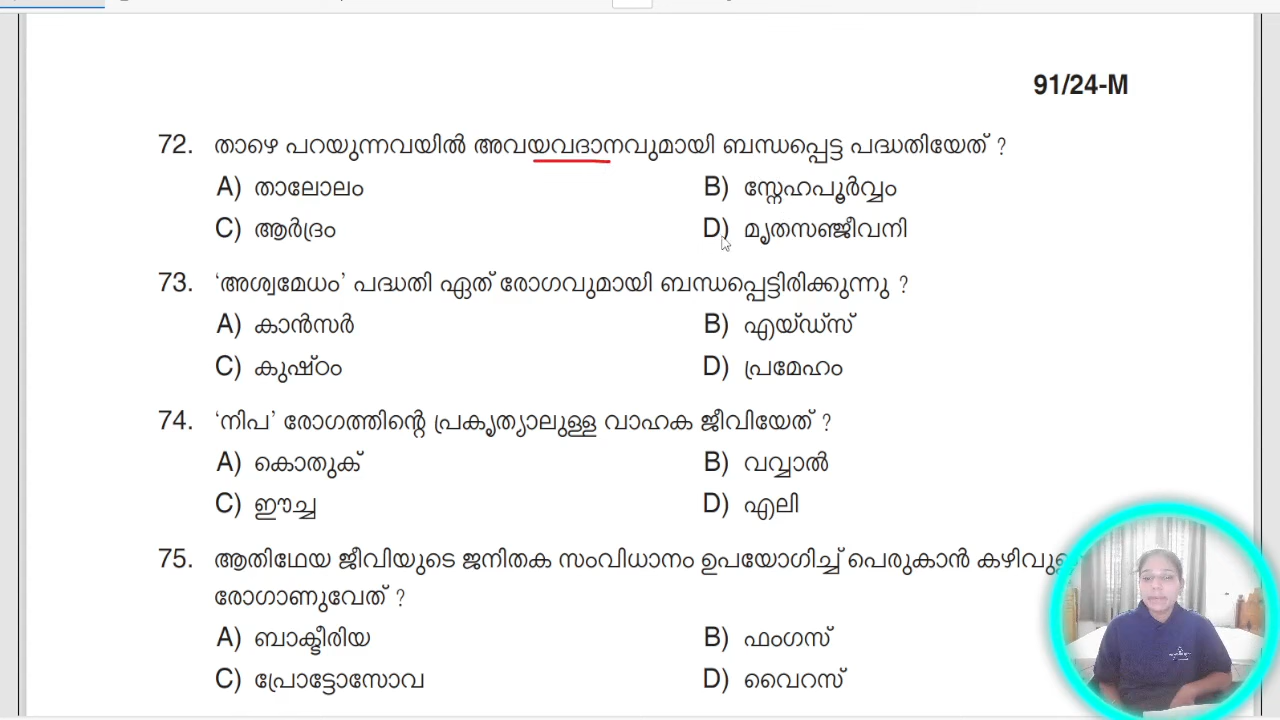 91/24-M
72. താഴെ പറയുന്നവയിൽ അവയവദാനവുമായി ബന്ധപ്പെട്ട പദ്ധതിയേത് ?
A) താലോലം B) സ്നേഹപൂർവ്വം
C) ആർദ്രം D) മൃതസഞ്ജീവനി
73. ‘അശ്വമേധം’ പദ്ധതി ഏത് രോഗവുമായി ബന്ധപ്പെട്ടിരിക്കുന്നു ?
A) കാൻസർ B) എയ്ഡ്സ്
C) കുഷ്ഠം D) പ്രമേഹം
74. ‘നിപ’ രോഗത്തിന്റെ പ്രകൃത്യാലുള്ള വാഹക ജീവിയേത് ?
A) കൊതുക് B) വവ്വാൽ
C) ഈച്ച D) എലി
75. ആതിഥേയ ജീവിയുടെ ജനിതക സംവിധാനം ഉപയോഗിച്ച് പെരുകാൻ
രോഗാണുവേത് ?
A) ബാക്ടീരിയ B) ഫംഗസ്
C) പ്രോട്ടോസോവ D) വൈറസ്